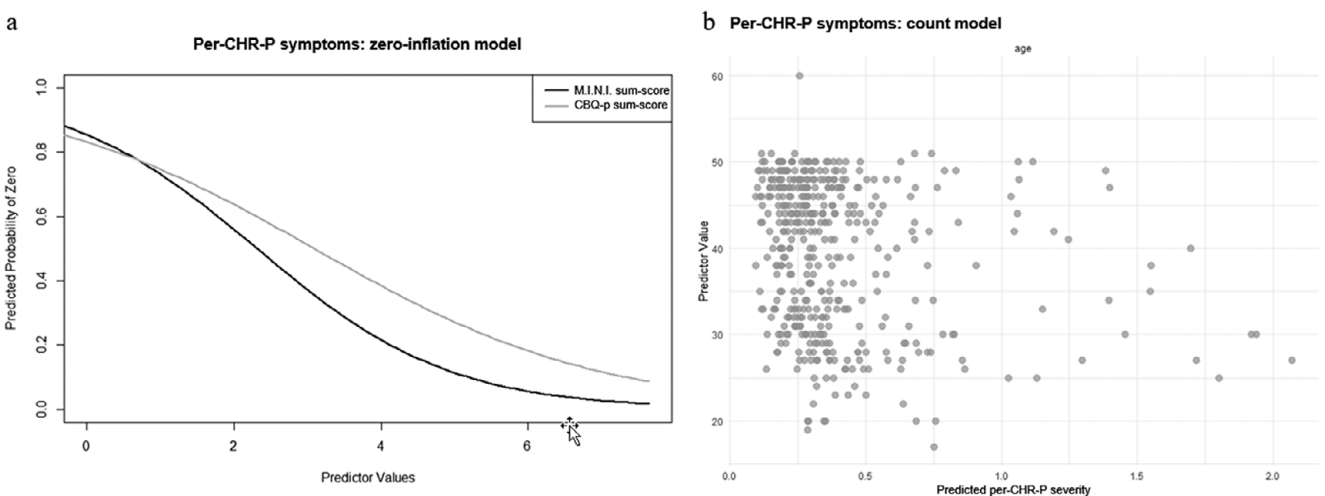 a
Per-CHR-P symptoms: zero-inflation model
M.I.N.I. sum-score
CBQ-p sum-score
Predicted Probability of Zero
1.0
0.8
0.6
0.4
0.2
0.0
0 2 4 6
Predictor Values
b Per-CHR-P symptoms: count model
age
Predictor Value
60
50
40
30
20
0.0 0.5 1.0 1.5 2.0
Predicted per-CHR-P severity